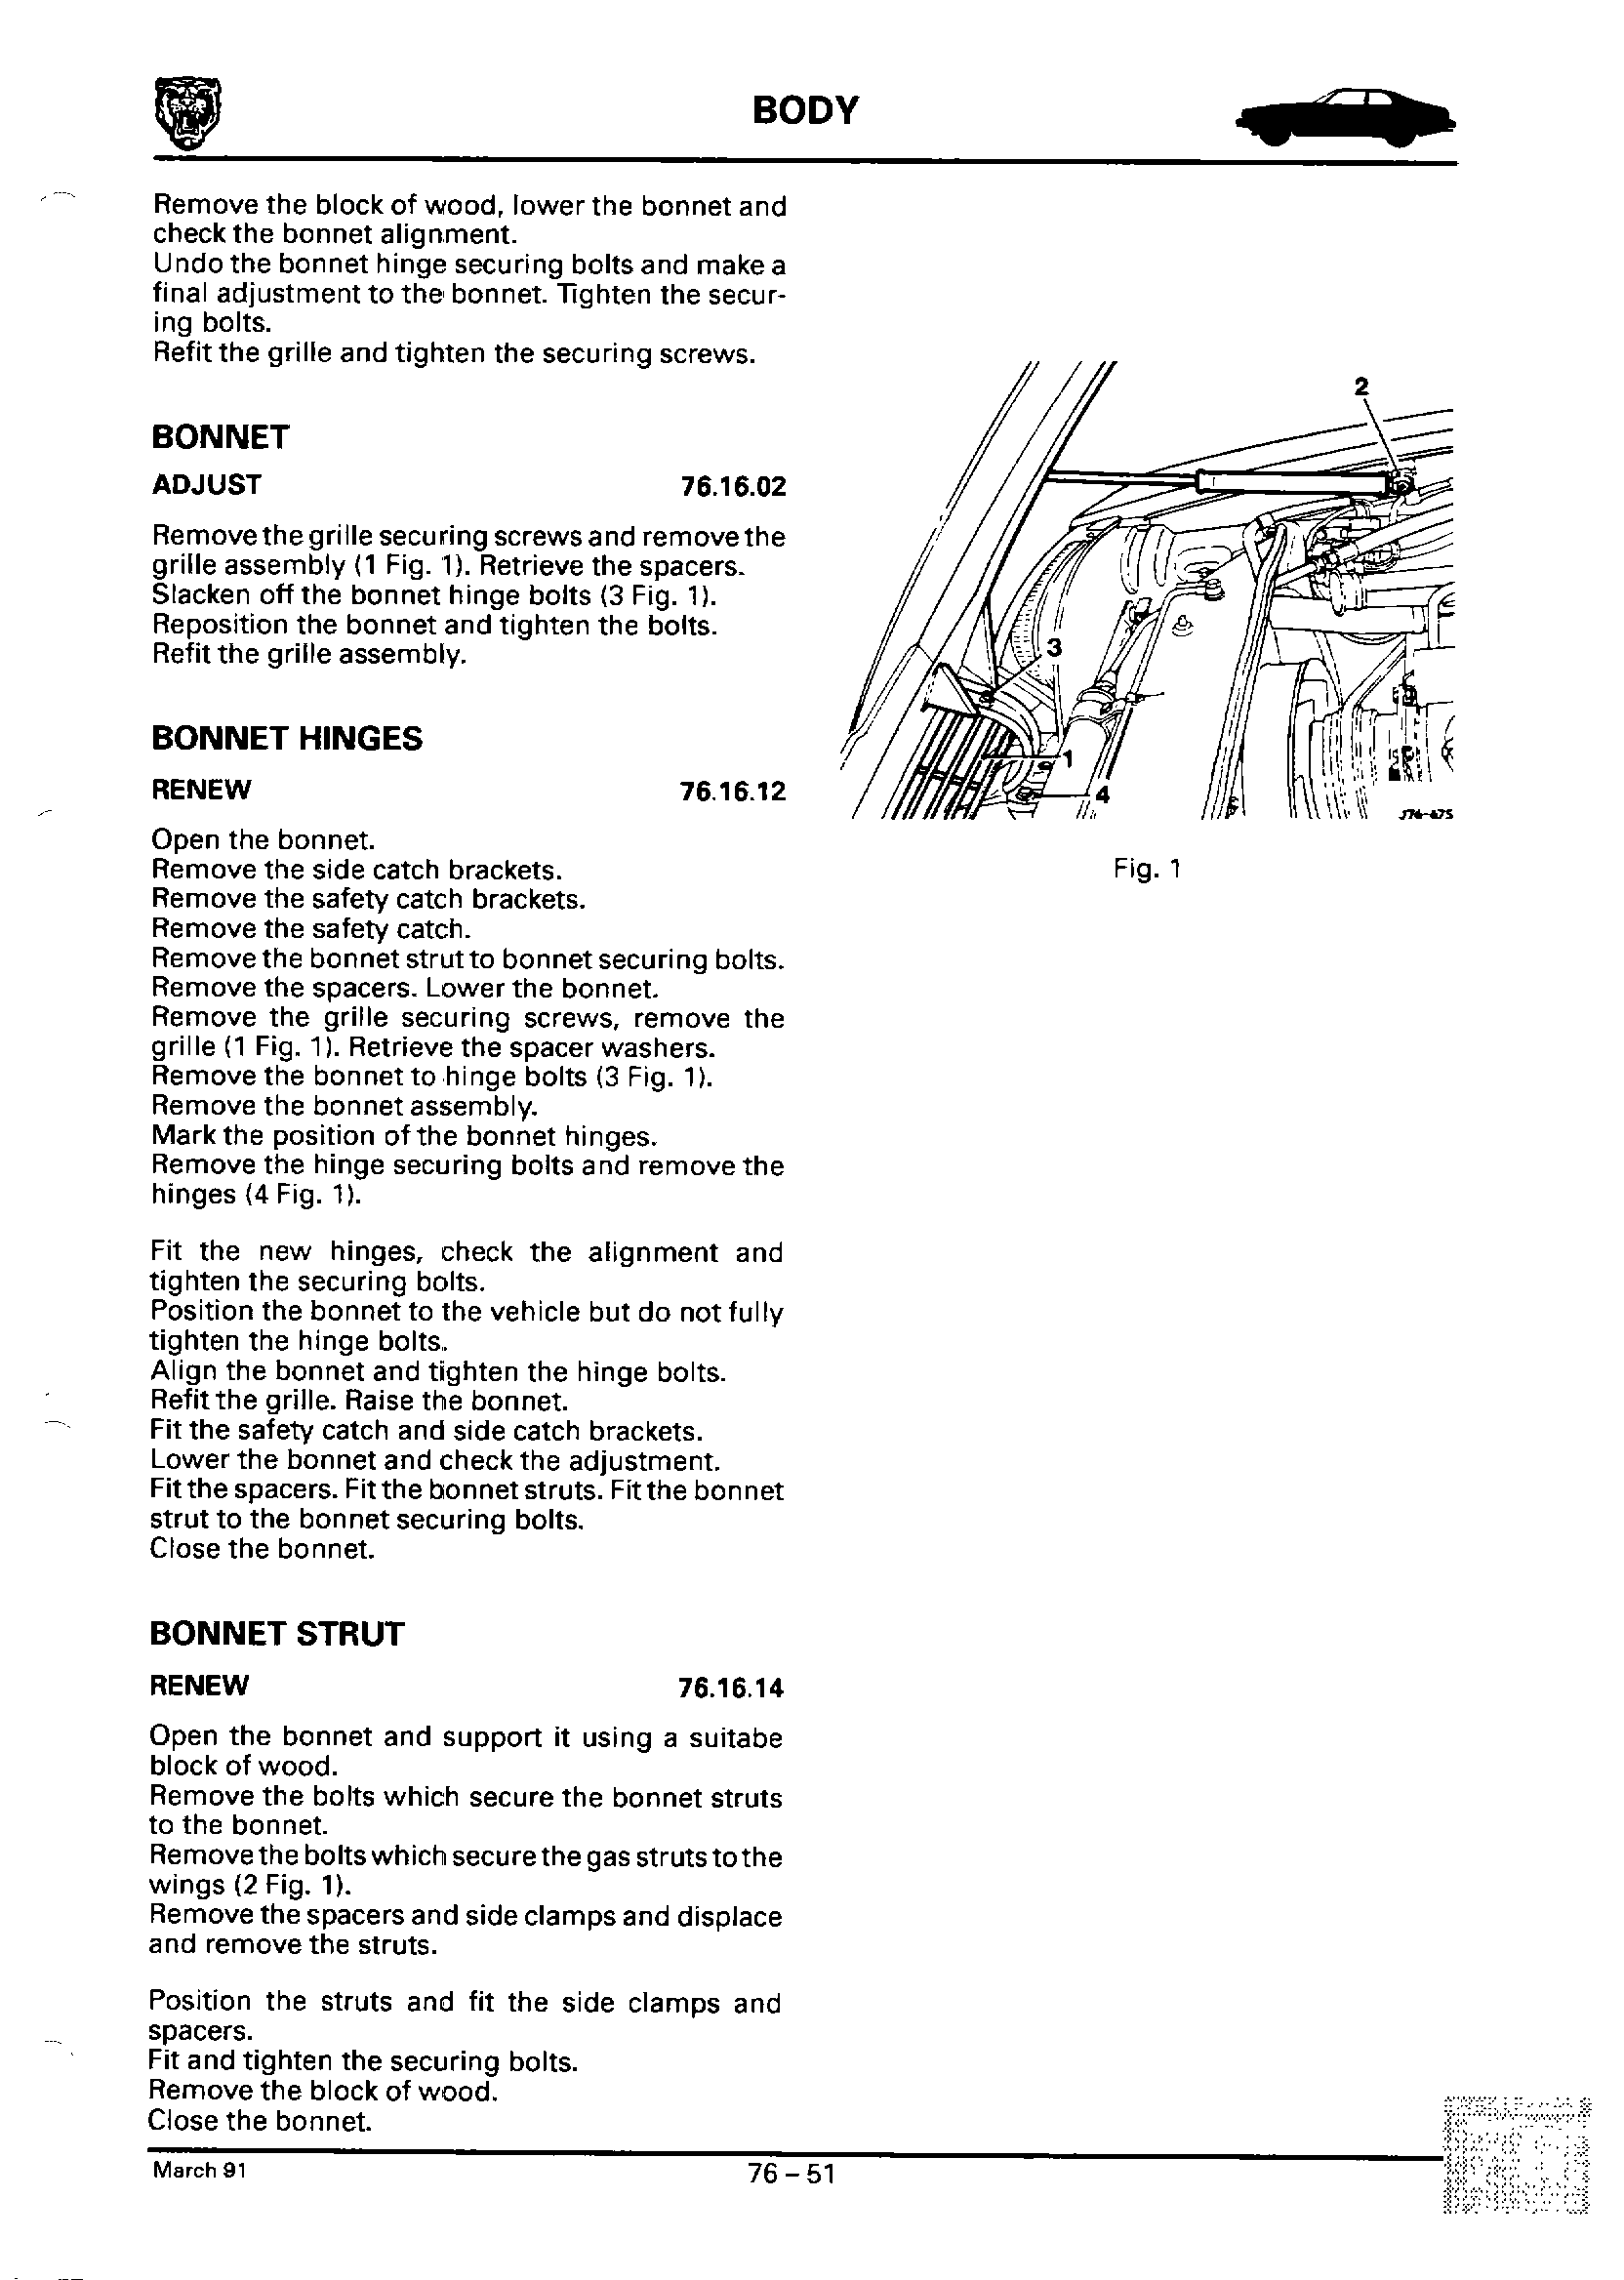 BODY
Remove the block of wood, lower the bonnet and
check the bonnet alignment.
Undo the bonnet hinge securing bolts and make a
final adjustment to the bonnet. Tighten the secur-
ing bolts.
Refit the grille and tighten the securing screws.
BONNET
ADJUST 76.16.02
Remove the grille securing screws and remove the
grille assembly (1 Fig. 1). Retrieve the spacers.
Slacken off the bonnet hinge bolts (3 Fig. 1).
Reposition the bonnet and tighten the bolts.
Refit the grille assembly.
BONNET HINGES
RENEW 76.16.12
Open the bonnet.
Remove the side catch brackets.
Remove the safety catch brackets.
Remove the safety catch.
Remove the bonnet strut to bonnet securing bolts.
Remove the spacers. Lower the bonnet.
Remove the grille securing screws, remove the
grille (1 Fig. 1). Retrieve the spacer washers.
Remove the bonnet to hinge bolts (3 Fig. 1).
Remove the bonnet assembly.
Mark the position of the bonnet hinges.
Remove the hinge securing bolts and remove the
hinges (4 Fig. 1).
Fit the new hinges, check the alignment and
tighten the securing bolts.
Position the bonnet to the vehicle but do not fully
tighten the hinge bolts.
Align the bonnet and tighten the hinge bolts.
Refit the grille. Raise the bonnet.
Fit the safety catch and side catch brackets.
Lower the bonnet and check the adjustment.
Fit the spacers. Fit the bonnet struts. Fit the bonnet
strut to the bonnet securing bolts.
Close the bonnet.
BONNET STRUT
RENEW 76.16.14
Open the bonnet and support it using a suitabe
block of wood.
Remove the bolts which secure the bonnet struts
to the bonnet.
Remove the bolts which secure the gas struts to the
wings (2 Fig. 1).
Remove the spacers and side clamps and displace
and remove the struts.
Position the struts and fit the side clamps and
spacers.
Fit and tighten the securing bolts.
Remove the block of wood.
Close the bonnet.
2
3
1
4
J76-675
Fig. 1
March 91
76 – 51